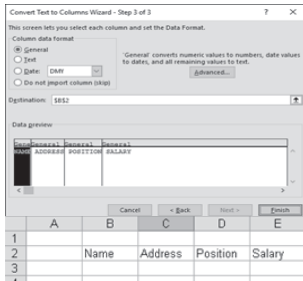 Convert Text to Columns Wizard - Step 3 of 3 ? ×
This screen lets you select each column and set the Data Format.
Column data format
General
Text
Date: DMY
Do not import column (skip)
'General' converts numeric values to numbers, date values to dates, and all remaining values to text.
Advanced...
Destination: $B$2
Data preview
GeneGeneral General General
NAME ADDRESS POSITION SALARY
Cancel < Back Next > Finish
A B C D E
1
2 Name Address Position Salary
3